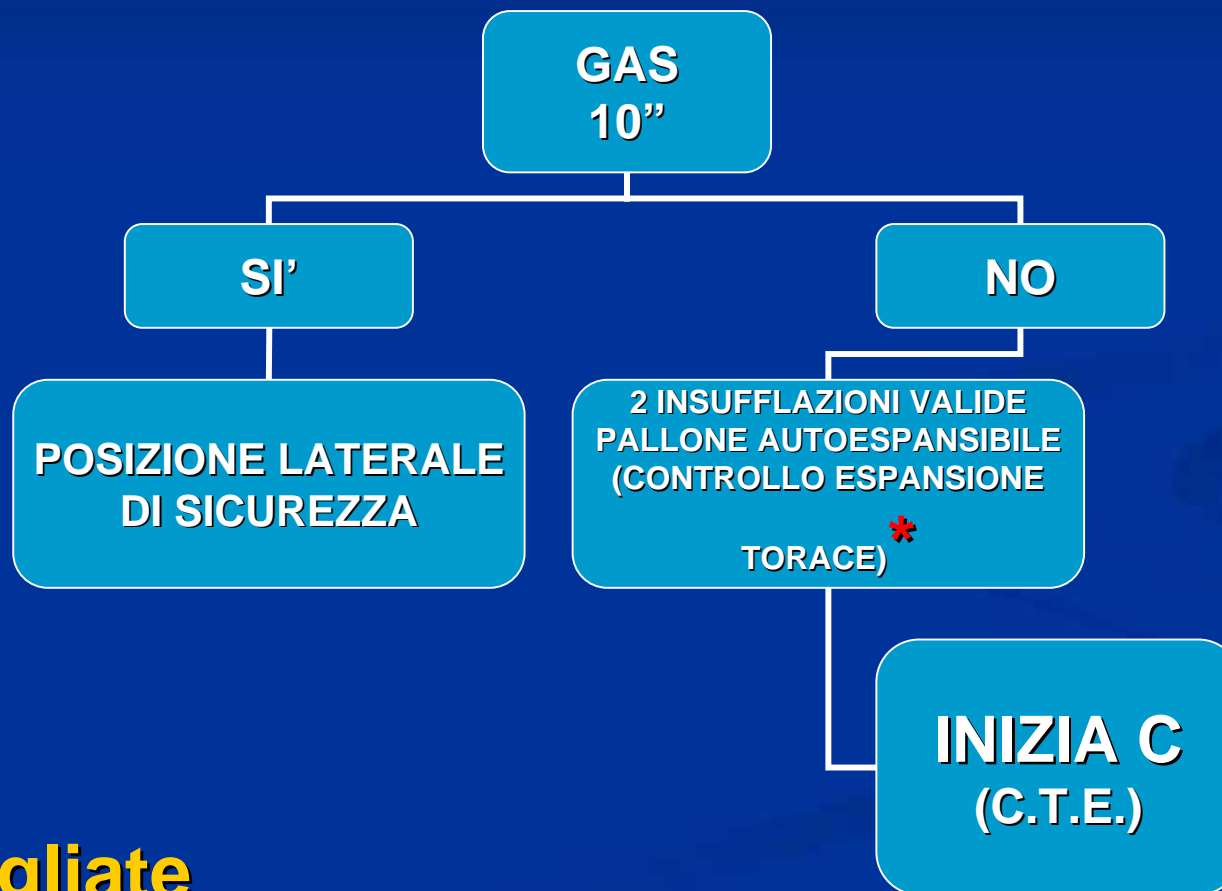 GAS
10”
SI’
NO
POSIZIONE LATERALE
DI SICUREZZA
2 INSUFFLAZIONI VALIDE
PALLONE AUTOESPANSIBILE
(CONTROLLO ESPANSIONE
TORACE)*
INIZIA C
(C.T.E.)
gliate